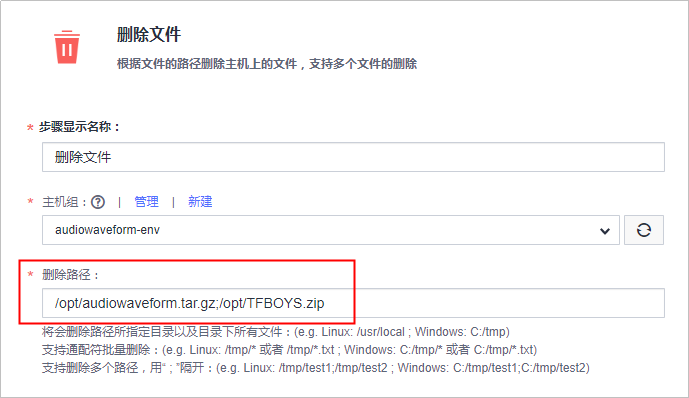 删除文件
根据文件的路径删除主机上的文件，支持多个文件的删除
* 步骤显示名称：
删除文件
* 主机组：? | 管理 | 新建
audiowaveform-env
* 删除路径：
/opt/audiowaveform.tar.gz;/opt/TFBOYS.zip
将会删除路径所指定目录以及目录下所有文件：(e.g. Linux: /usr/local ; Windows: C:/tmp)
支持通配符批量删除：(e.g. Linux: /tmp/* 或者 /tmp/*.txt ; Windows: C:/tmp/* 或者 C:/tmp/*.txt)
支持删除多个路径，用“ ; ”隔开：(e.g. Linux: /tmp/test1;/tmp/test2 ; Windows: C:/tmp/test1;C:/tmp/test2)